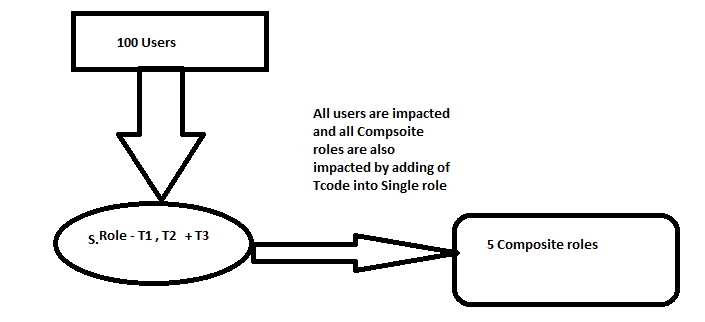 100 Users
All users are impacted
and all Compsoite
roles are also
impacted by adding of
Tcode into Single role
S.Role - T1 , T2 + T3
5 Composite roles